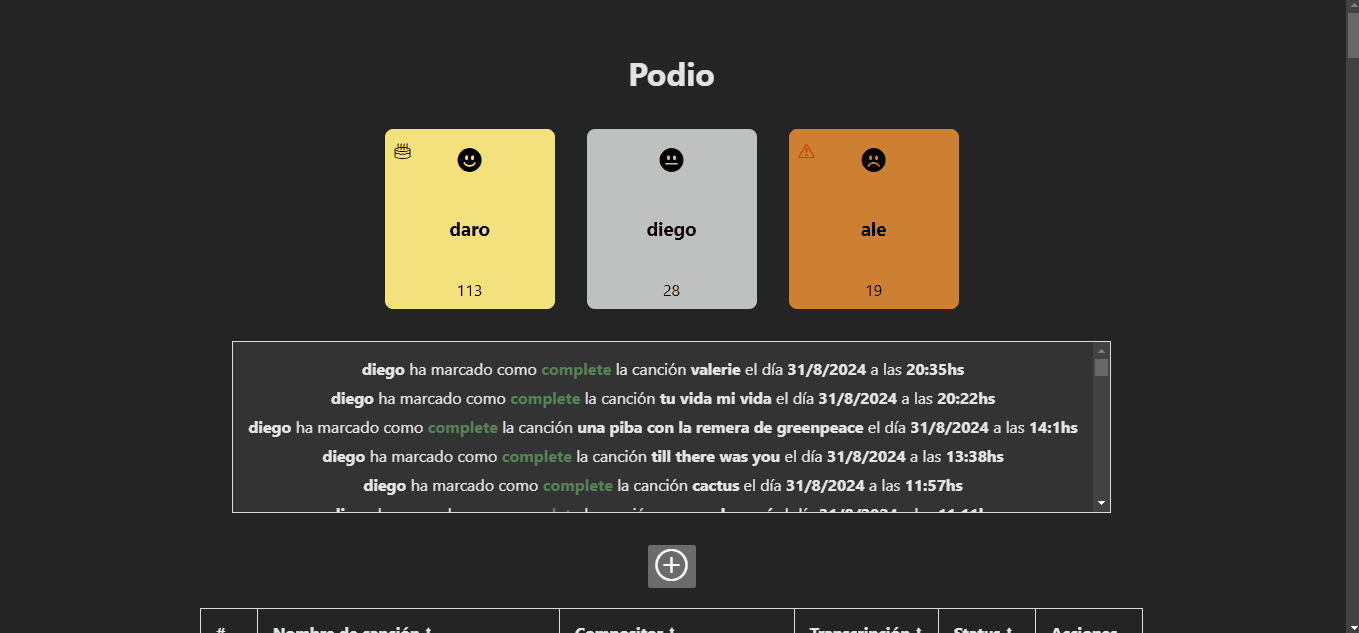 Podio
daro diego ale
113 28 19
diego ha marcado como complete la canción valerie el día 31/8/2024 a las 20:35hs
diego ha marcado como complete la canción tu vida mi vida el día 31/8/2024 a las 20:22hs
diego ha marcado como complete la canción una piba con la remera de greenpeace el día 31/8/2024 a las 14:1hs
diego ha marcado como complete la canción till there was you el día 31/8/2024 a las 13:38hs
diego ha marcado como complete la canción cactus el día 31/8/2024 a las 11:57hs
# Nombre de canción Compositor Transcripción Status Acciones